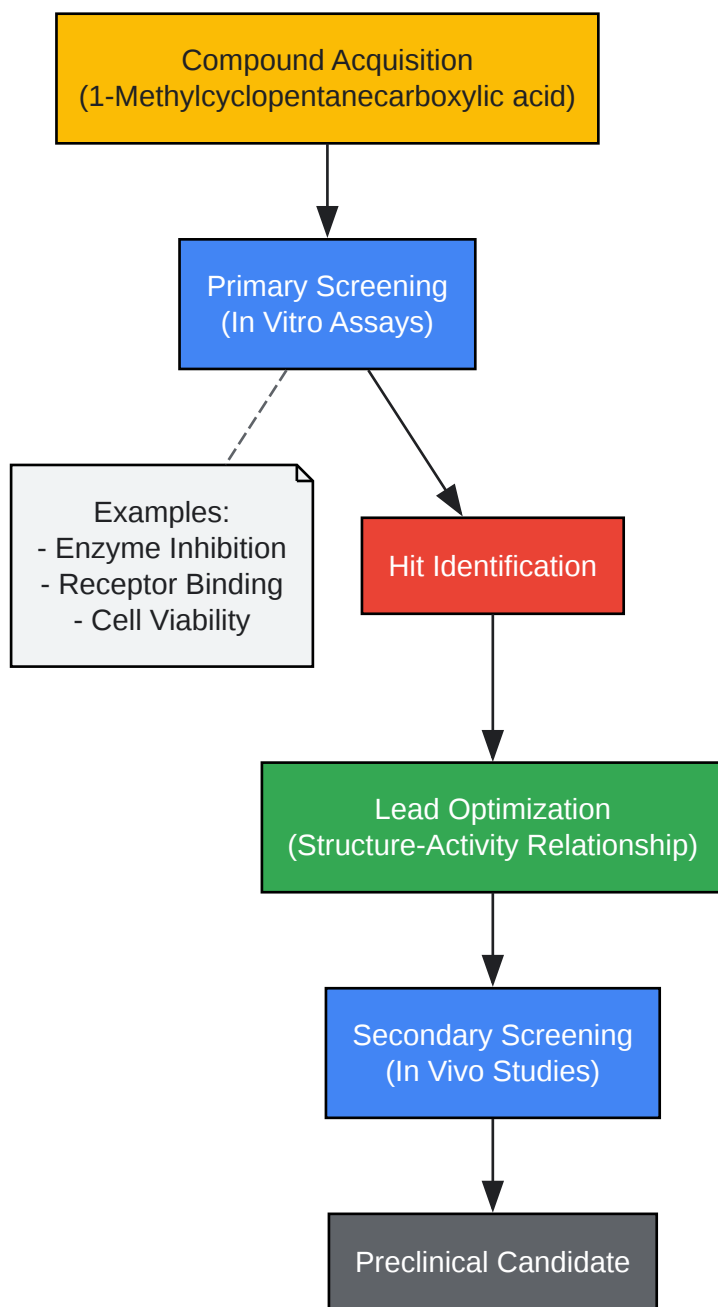 Compound Acquisition
(1-Methylcyclopentanecarboxylic acid)
Primary Screening
(In Vitro Assays)
Examples:
- Enzyme Inhibition
- Receptor Binding
- Cell Viability
Hit Identification
Lead Optimization
(Structure-Activity Relationship)
Secondary Screening
(In Vivo Studies)
Preclinical Candidate